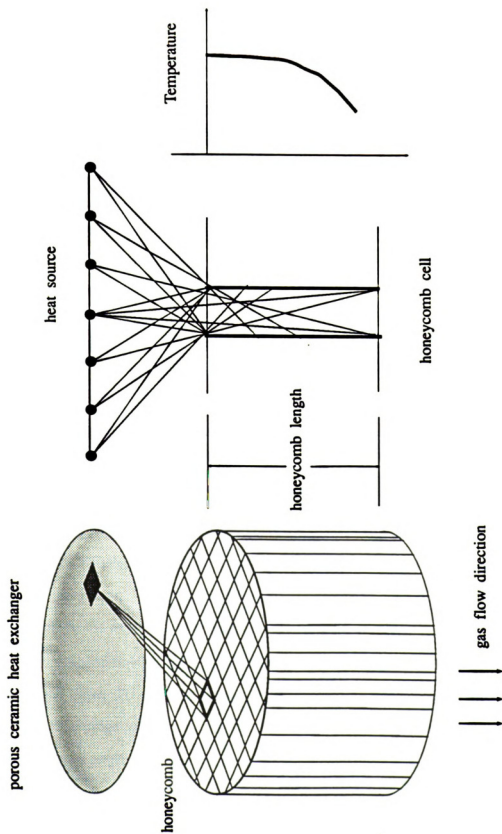 porous ceramic heat exchanger
honeycomb
gas flow direction
heat source
honeycomb length
honeycomb cell
Temperature